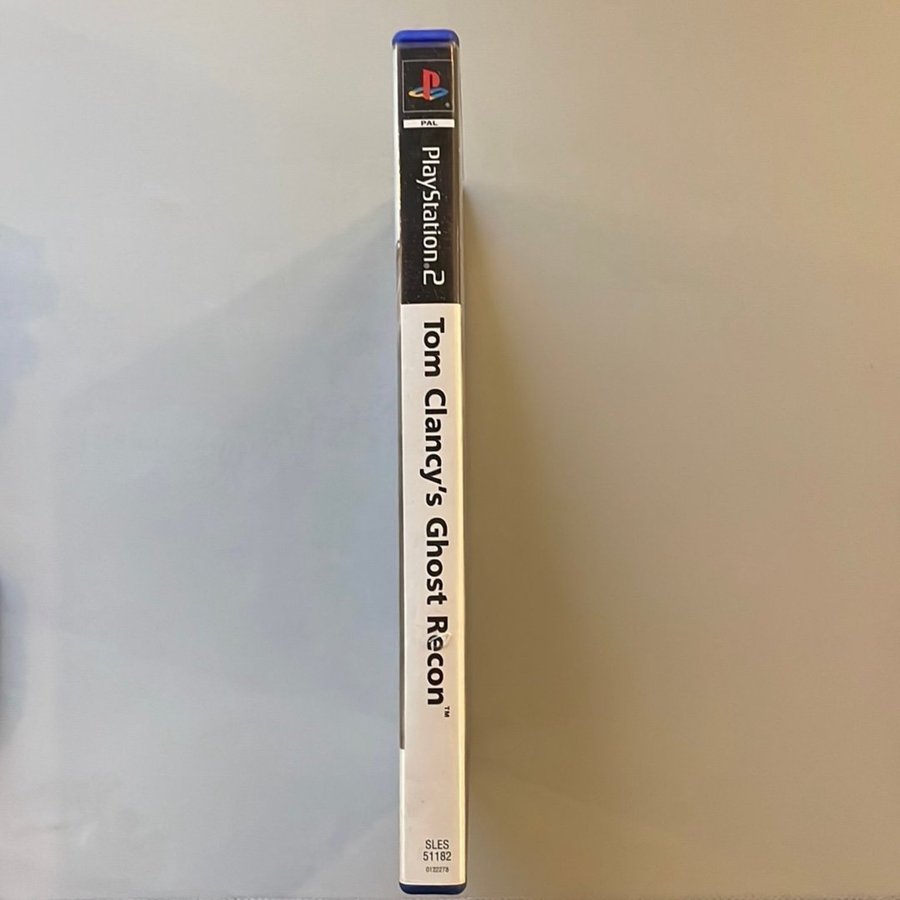 PAL
PlayStation®2
Tom Clancy's Ghost Recon™
SLES
51182
0122278